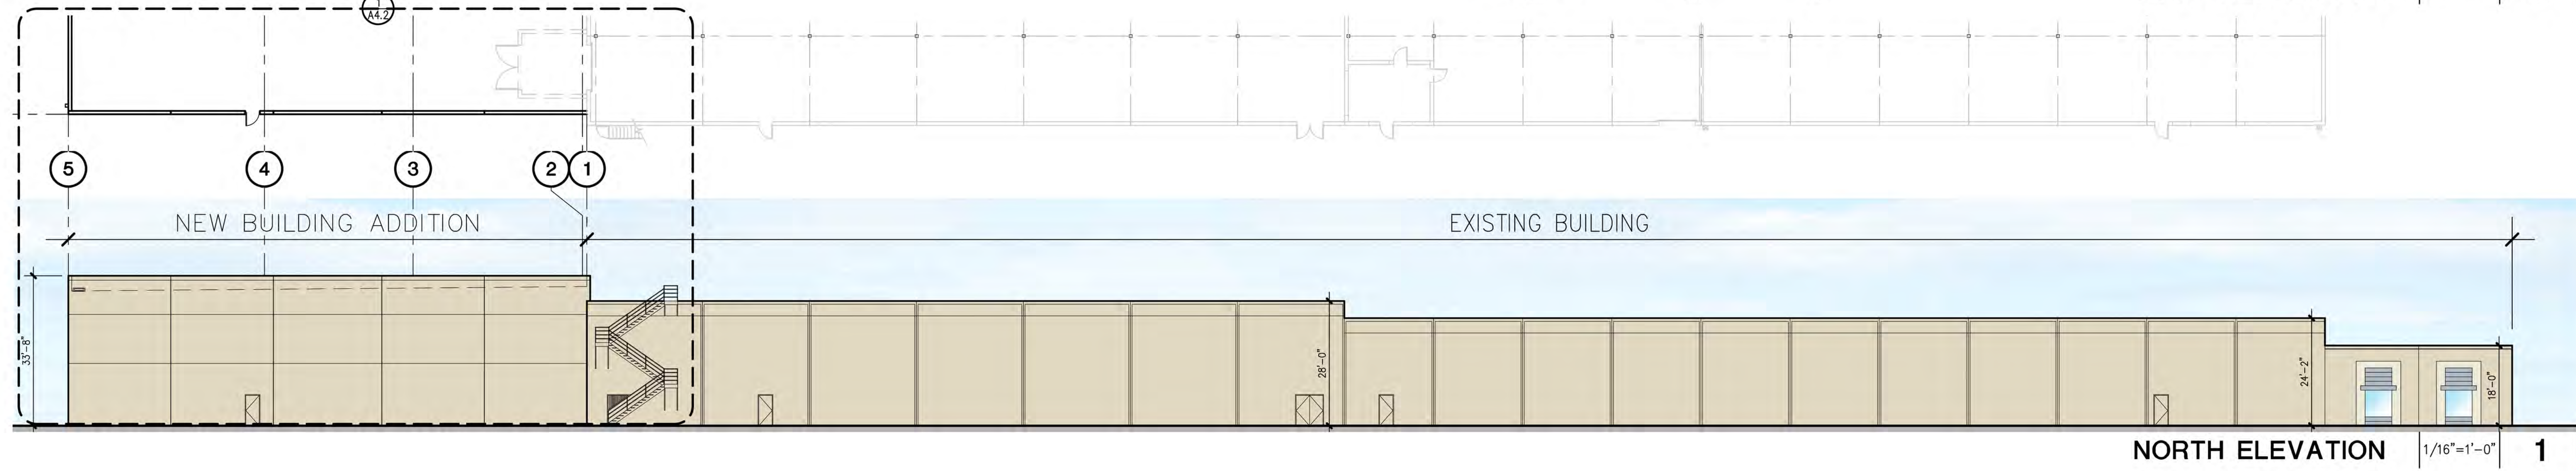 1
A4.2
5 4 3 2 1
NEW BUILDING ADDITION
EXISTING BUILDING
33'-8"
28'-0"
24'-2"
18'-0"
NORTH ELEVATION 1/16"=1'-0" 1